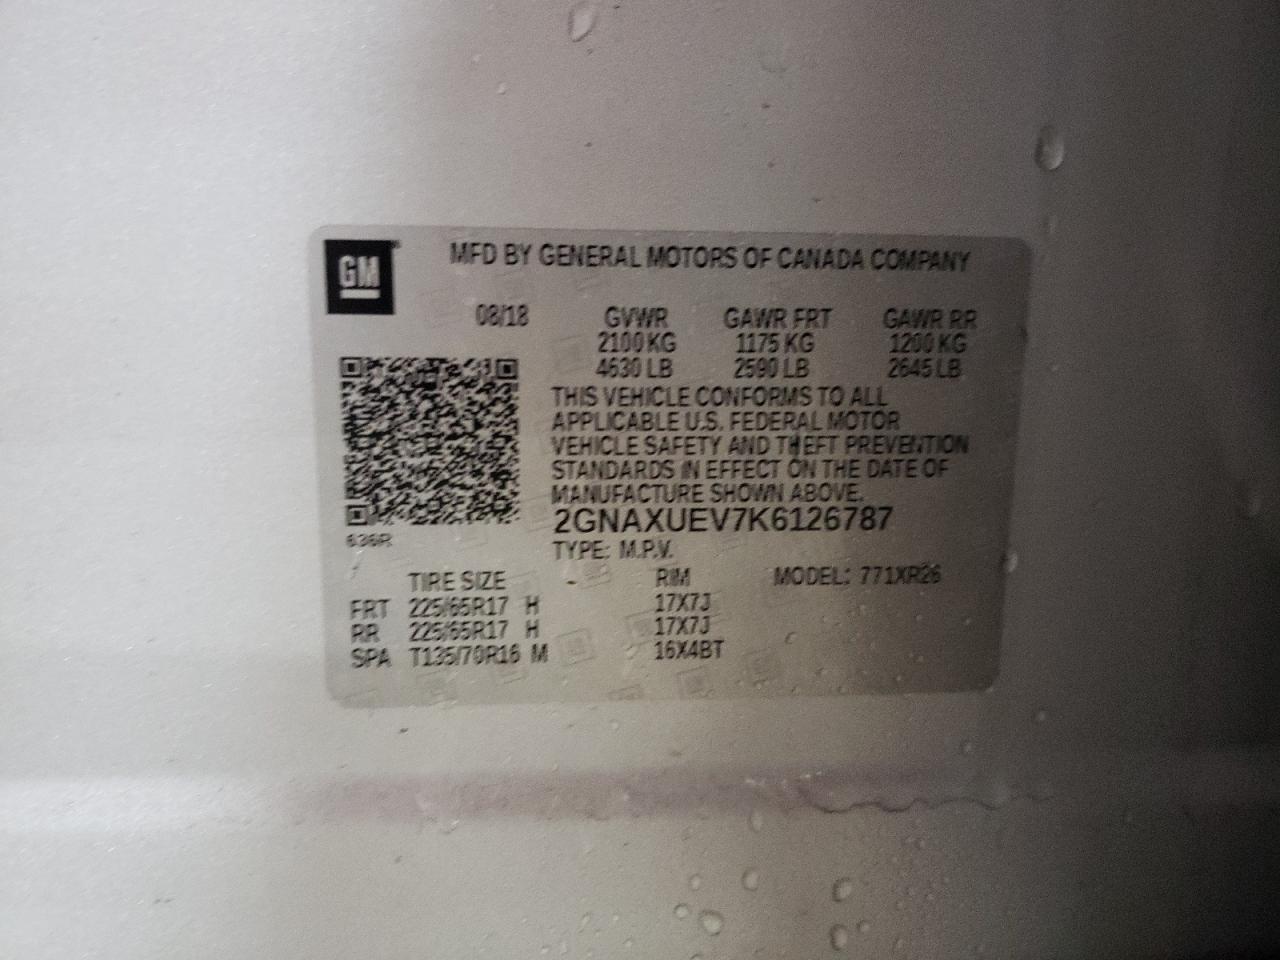 GM
MFD BY GENERAL MOTORS OF CANADA COMPANY
08/18 GVWR GAWR FRT GAWR RR
2100 KG 1175 KG 1200 KG
4630 LB 2590 LB 2645 LB
THIS VEHICLE CONFORMS TO ALL
APPLICABLE U.S. FEDERAL MOTOR
VEHICLE SAFETY AND THEFT PREVENTION
STANDARDS IN EFFECT ON THE DATE OF
MANUFACTURE SHOWN ABOVE.
2GNAXUEV7K6126787
636R
TYPE: M.P.V.
TIRE SIZE RIM MODEL: 771XR26
FRT 225/65R17 H 17X7J
RR 225/65R17 H 17X7J
SPA T135/70R16 M 16X4BT